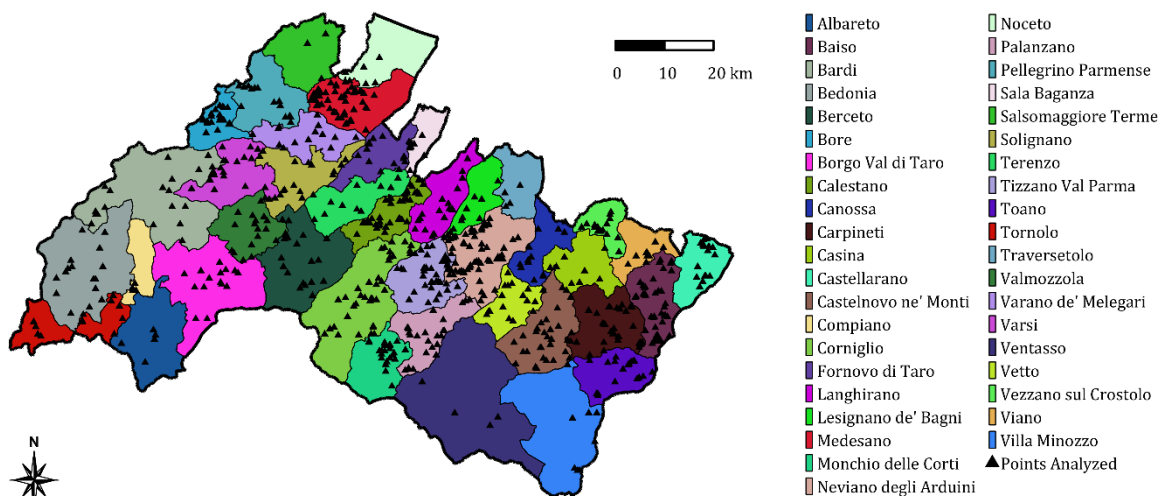 0 10 20 km
N
Albareto
Baiso
Bardi
Bedonia
Berceto
Bore
Borgo Val di Taro
Calestano
Canossa
Carpineti
Casina
Castellarano
Castelnovo ne' Monti
Compiano
Corniglio
Fornovo di Taro
Langhirano
Lesignano de' Bagni
Medesano
Monchio delle Corti
Neviano degli Arduini
Noceto
Palanzano
Pellegrino Parmense
Sala Baganza
Salsomaggiore Terme
Solignano
Terenzo
Tizzano Val Parma
Toano
Tornolo
Traversetolo
Valmozzola
Varano de' Melegari
Varsi
Ventasso
Vetto
Vezzano sul Crostolo
Viano
Villa Minozzo
Points Analyzed